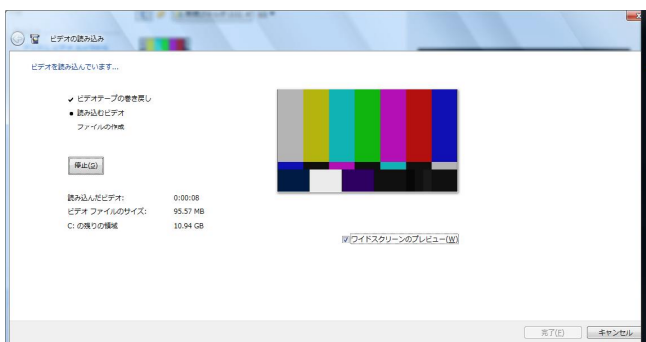 ビデオの読み込み
ビデオを読み込んでいます...
ビデオテープの巻き戻し
読み込むビデオ
ファイルの作成
停止(S)
読み込んだビデオ: 0:00:08
ビデオ ファイルのサイズ: 95.57 MB
C: の残りの領域 10.94 GB
ワイドスクリーンのプレビュー(W)
完了(F) キャンセル